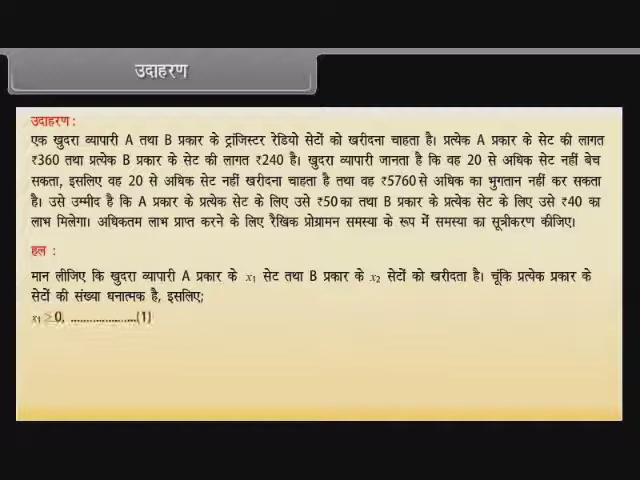 उदाहरण
उदाहरण :
एक खुदरा व्यापारी A तथा B प्रकार के ट्रांजिस्टर रेडियो सेटों को खरीदना चाहता है। प्रत्येक A प्रकार के सेट की लागत
₹360 तथा प्रत्येक B प्रकार के सेट की लागत ₹240 है। खुदरा व्यापारी जानता है कि वह 20 से अधिक सेट नहीं बेच
सकता, इसलिए वह 20 से अधिक सेट नहीं खरीदना चाहता है तथा वह ₹5760 से अधिक का भुगतान नहीं कर सकता
है। उसे उम्मीद है कि A प्रकार के प्रत्येक सेट के लिए उसे ₹50 का तथा B प्रकार के प्रत्येक सेट के लिए उसे ₹40 का
लाभ मिलेगा। अधिकतम लाभ प्राप्त करने के लिए रैखिक प्रोग्रामन समस्या के रूप में समस्या का सूत्रीकरण कीजिए।
हल :
मान लीजिए कि खुदरा व्यापारी A प्रकार के x₁ सेट तथा B प्रकार के x₂ सेटों को खरीदता है। चूंकि प्रत्येक प्रकार के
सेटों की संख्या धनात्मक है, इसलिए;
x₁ ≥ 0, .....................(1)